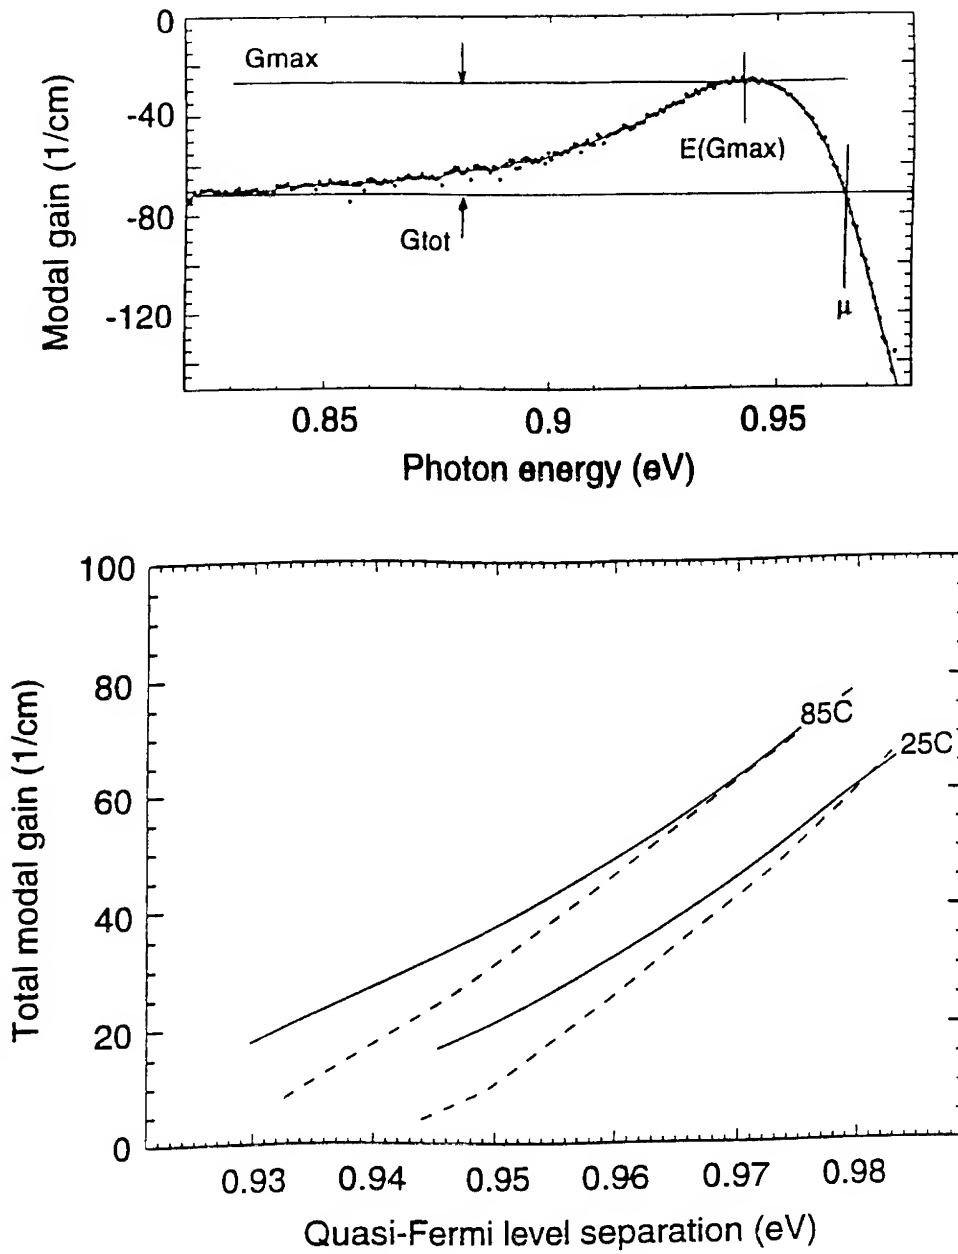 0
-40
-80
-120
Modal gain (1/cm)
Gmax
E(Gmax)
Gtot
μ
0.85
0.9
0.95
Photon energy (eV)
100
80
60
40
20
0
Total modal gain (1/cm)
85C
25C
0.93
0.94
0.95
0.96
0.97
0.98
Quasi-Fermi level separation (eV)